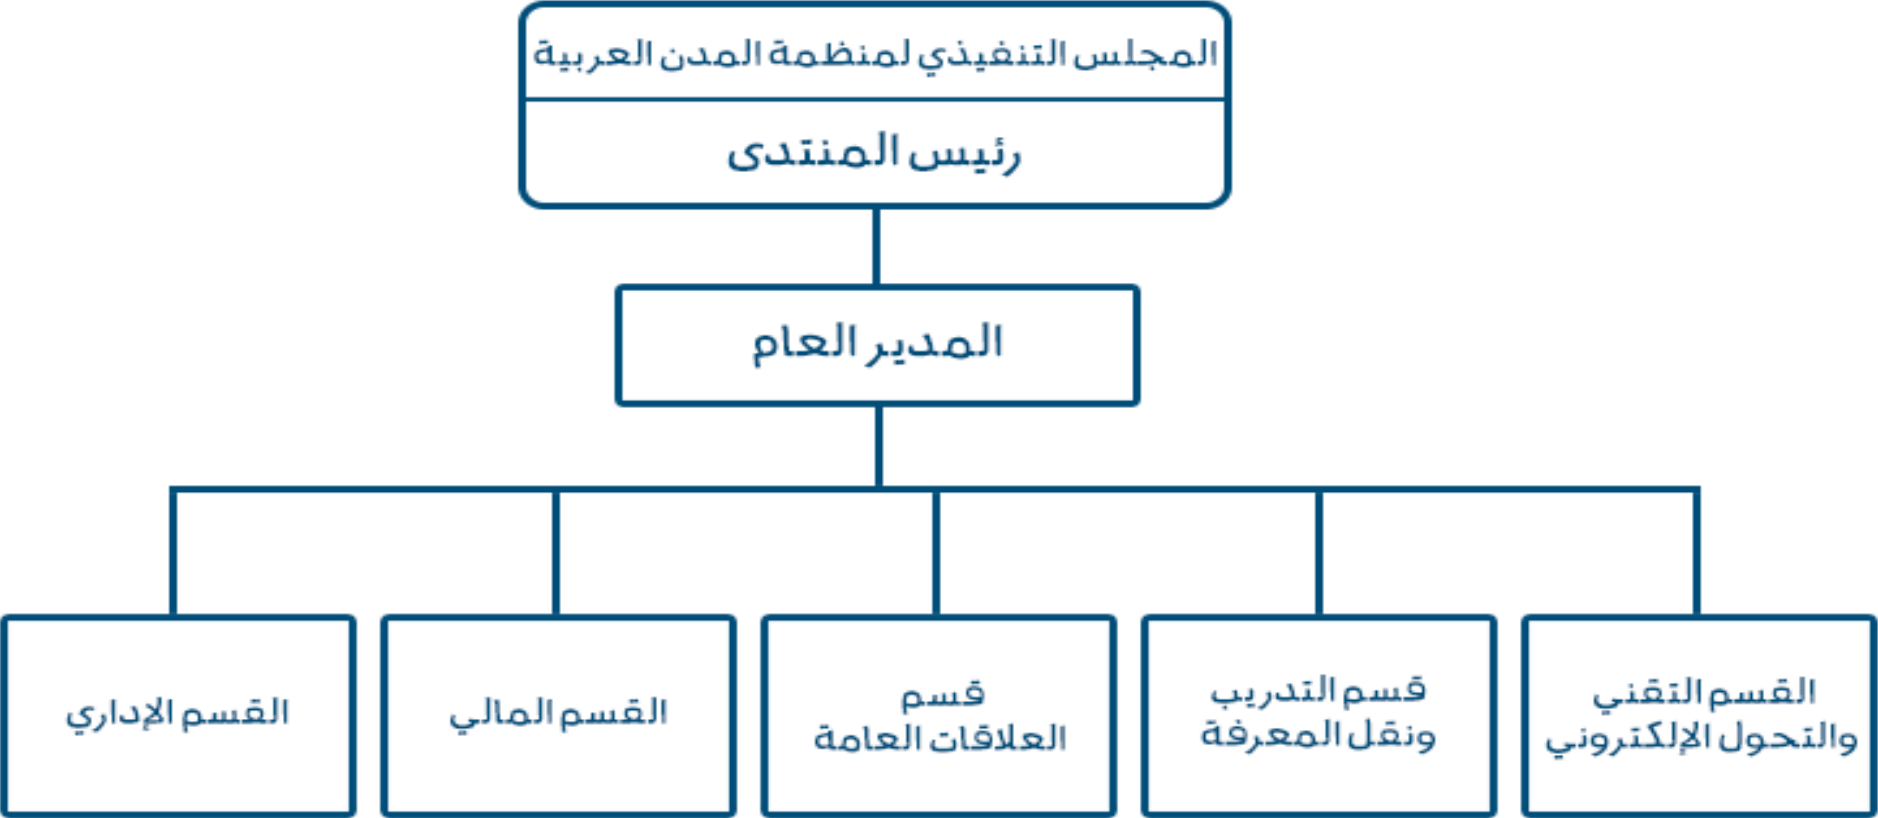 المجلس التنفيذي لمنظمة المدن العربية
رئيس المنتدى
المدير العام
القسم التقني
والتحول الإلكتروني
قسم التدريب
ونقل المعرفة
قسم
العلاقات العامة
القسم المالي
القسم الإداري